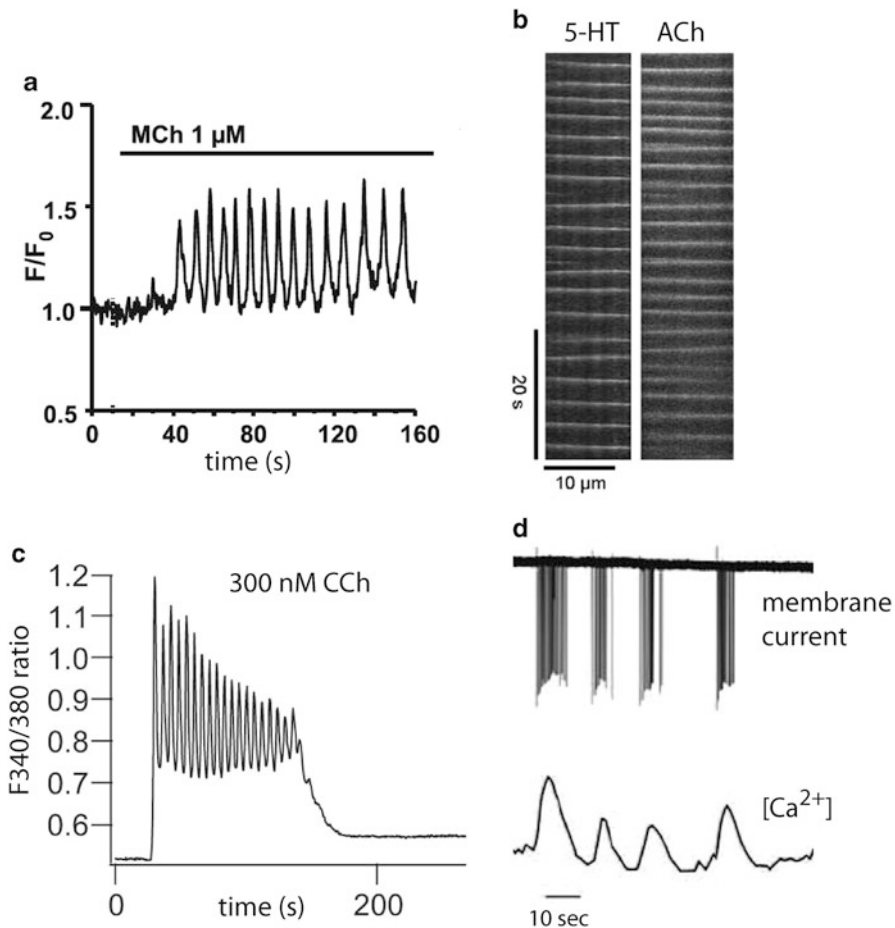 a
2.0
MCh 1 µM
1.5
F/F0
1.0
0.5
0 40 80 120 160
time (s)
b
5-HT ACh
20 s
10 µm
c
300 nM CCh
1.2
1.1
1.0
0.9
0.8
0.7
0.6
F340/380 ratio
0 200
time (s)
d
membrane
current
[Ca2+]
10 sec